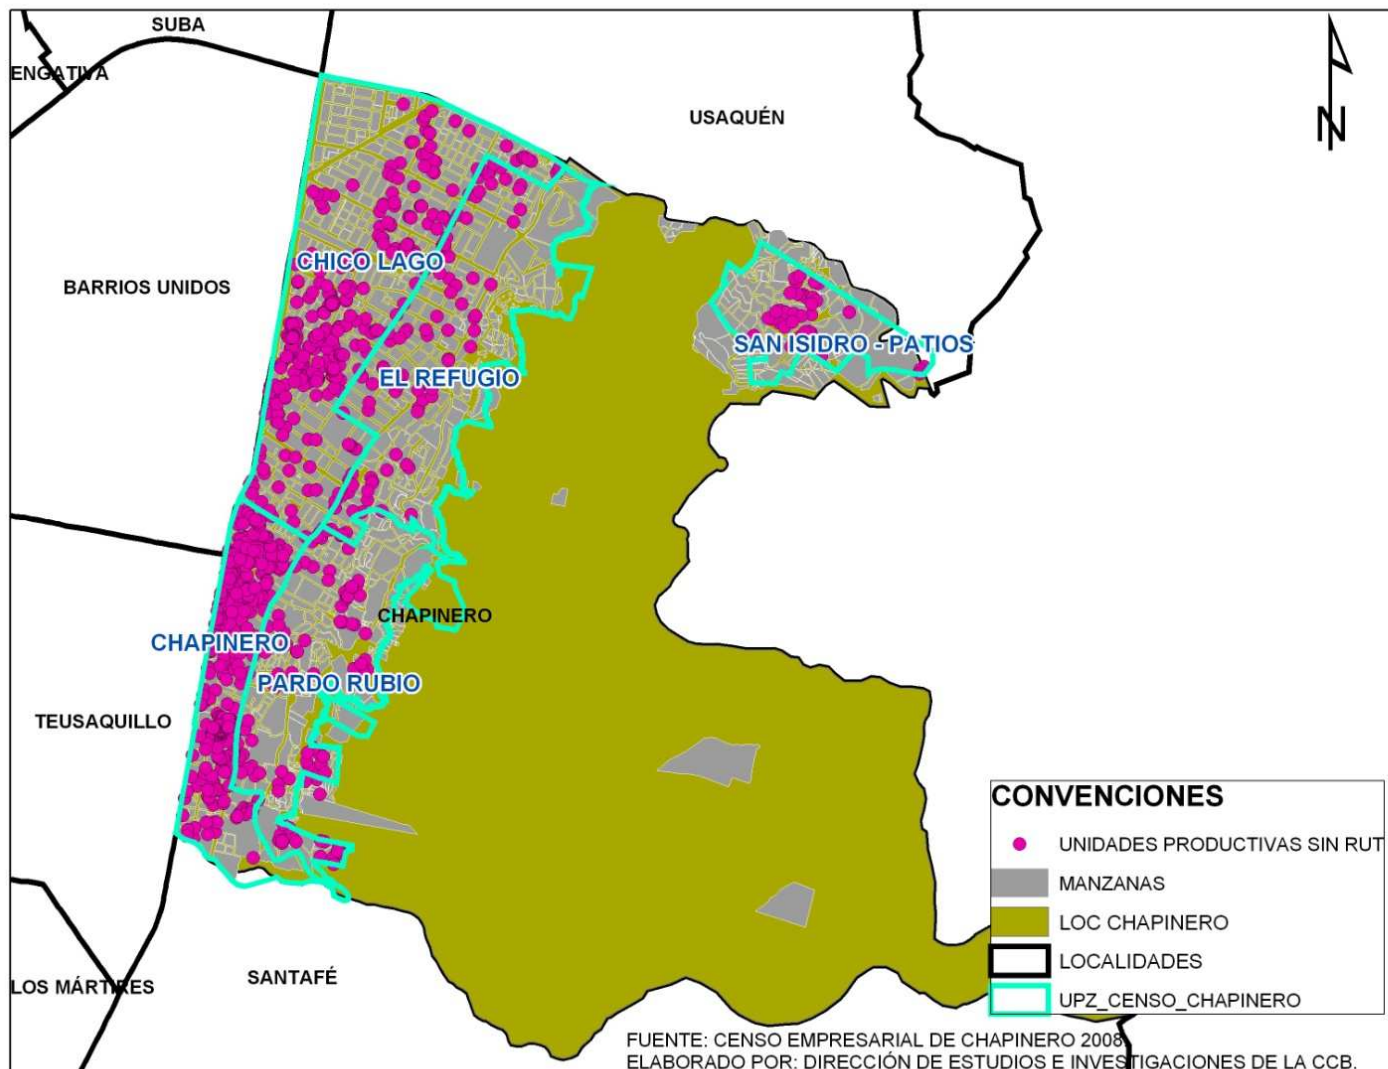 SUBA
ENGATIVA
USAQUÉN
N
BARRIOS UNIDOS
CHICO LAGO
SAN ISIDRO - PATIOS
EL REFUGIO
CHAPINERO
CHAPINERO
PARDO RUBIO
TEUSAQUILLO
SANTAFÉ
LOS MÁRTIRES
CONVENCIONES
UNIDADES PRODUCTIVAS SIN RUT
MANZANAS
LOC CHAPINERO
LOCALIDADES
UPZ_CENSO_CHAPINERO
FUENTE: CENSO EMPRESARIAL DE CHAPINERO 2008
ELABORADO POR: DIRECCIÓN DE ESTUDIOS E INVESTIGACIONES DE LA CCB.